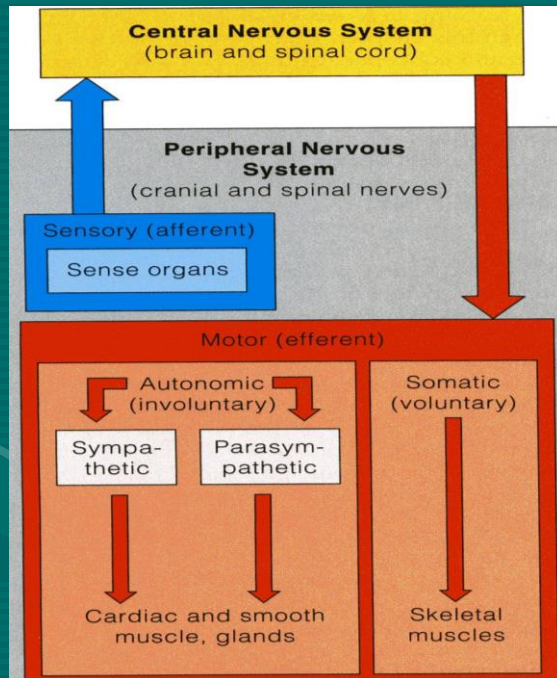 Central Nervous System
(brain and spinal cord)
Peripheral Nervous
System
(cranial and spinal nerves)
Sensory (afferent)
Sense organs
Motor (efferent)
Autonomic
(involuntary)
Sympa-
thetic
Parasym-
pathetic
Cardiac and smooth
muscle, glands
Somatic
(voluntary)
Skeletal
muscles